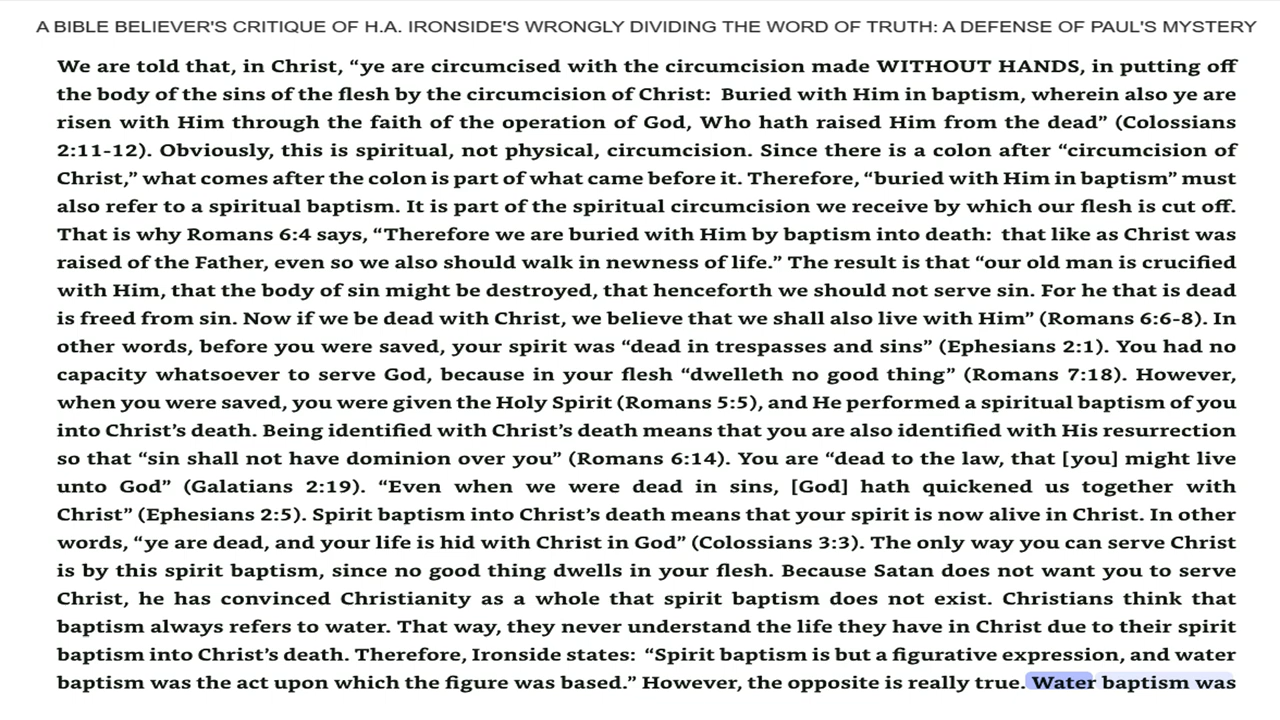 A BIBLE BELIEVER'S CRITIQUE OF H.A. IRONSIDE'S WRONGLY DIVIDING THE WORD OF TRUTH: A DEFENSE OF PAUL'S MYSTERY
We are told that, in Christ, “ye are circumcised with the circumcision made WITHOUT HANDS, in putting off
the body of the sins of the flesh by the circumcision of Christ: Buried with Him in baptism, wherein also ye are
risen with Him through the faith of the operation of God, Who hath raised Him from the dead” (Colossians
2:11-12). Obviously, this is spiritual, not physical, circumcision. Since there is a colon after “circumcision of
Christ,” what comes after the colon is part of what came before it. Therefore, “buried with Him in baptism” must
also refer to a spiritual baptism. It is part of the spiritual circumcision we receive by which our flesh is cut off.
That is why Romans 6:4 says, “Therefore we are buried with Him by baptism into death: that like as Christ was
raised of the Father, even so we also should walk in newness of life.” The result is that “our old man is crucified
with Him, that the body of sin might be destroyed, that henceforth we should not serve sin. For he that is dead
is freed from sin. Now if we be dead with Christ, we believe that we shall also live with Him” (Romans 6:6-8). In
other words, before you were saved, your spirit was “dead in trespasses and sins” (Ephesians 2:1). You had no
capacity whatsoever to serve God, because in your flesh “dwelleth no good thing” (Romans 7:18). However,
when you were saved, you were given the Holy Spirit (Romans 5:5), and He performed a spiritual baptism of you
into Christ’s death. Being identified with Christ’s death means that you are also identified with His resurrection
so that “sin shall not have dominion over you” (Romans 6:14). You are “dead to the law, that [you] might live
unto God” (Galatians 2:19). “Even when we were dead in sins, [God] hath quickened us together with
Christ” (Ephesians 2:5). Spirit baptism into Christ’s death means that your spirit is now alive in Christ. In other
words, “ye are dead, and your life is hid with Christ in God” (Colossians 3:3). The only way you can serve Christ
is by this spirit baptism, since no good thing dwells in your flesh. Because Satan does not want you to serve
Christ, he has convinced Christianity as a whole that spirit baptism does not exist. Christians think that
baptism always refers to water. That way, they never understand the life they have in Christ due to their spirit
baptism into Christ’s death. Therefore, Ironside states: “Spirit baptism is but a figurative expression, and water
baptism was the act upon which the figure was based.” However, the opposite is really true. Water baptism was